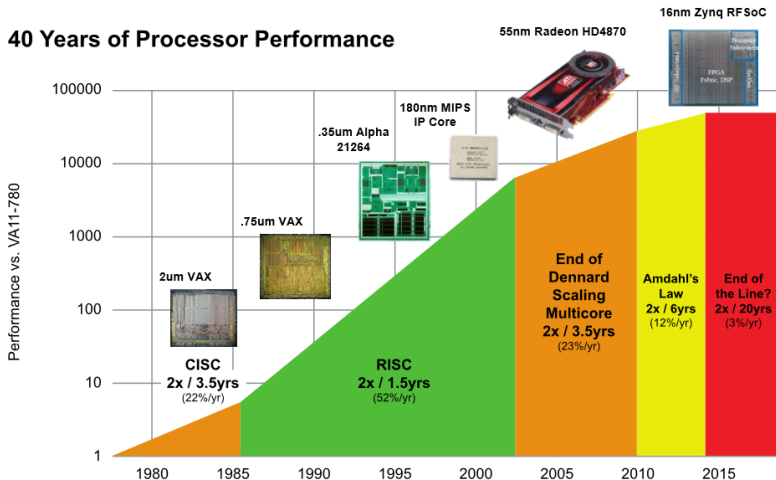 40 Years of Processor Performance
16nm Zynq RFSoC
55nm Radeon HD4870
180nm MIPS
IP Core
.35um Alpha
21264
.75um VAX
2um VAX
RF Subsystems
Processor
Subsystem
FPGA
Fabric, DSP
Performance vs. VA11-780
100000
10000
1000
100
10
1
CISC
2x / 3.5yrs
(22%/yr)
RISC
2x / 1.5yrs
(52%/yr)
End of
Dennard
Scaling
Multicore
2x / 3.5yrs
(23%/yr)
Amdahl's
Law
2x / 6yrs
(12%/yr)
End of
the Line?
2x / 20yrs
(3%/yr)
1980
1985
1990
1995
2000
2005
2010
2015